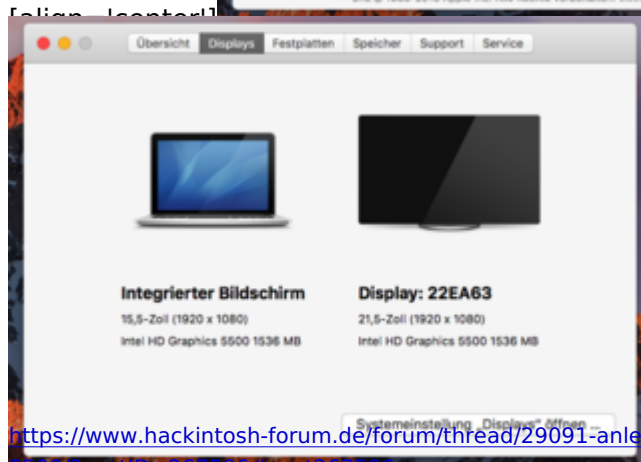 Übersicht Displays Festplatten Speicher Support Service
Integrierter Bildschirm
15,5-Zoll (1920 x 1080)
Intel HD Graphics 5500 1536 MB
Display: 22EA63
21,5-Zoll (1920 x 1080)
Intel HD Graphics 5500 1536 MB
Systemeinstellung „Displays“ öffnen ...
https://www.hackintosh-forum.de/forum/thread/29091-anle